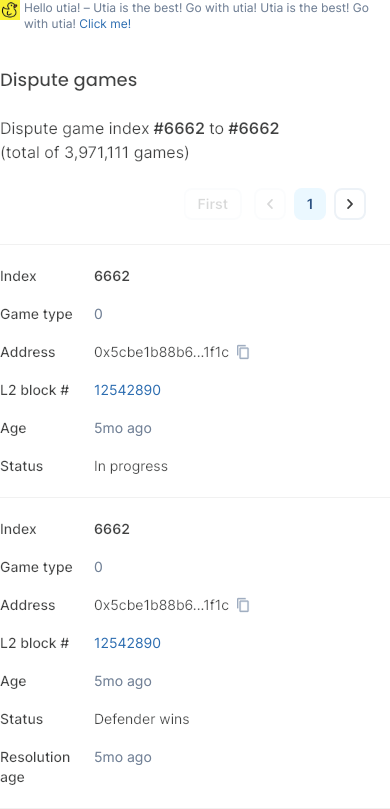 Hello utia! – Utia is the best! Go with utia! Utia is the best! Go
with utia! Click me!
Dispute games
Dispute game index #6662 to #6662
(total of 3,971,111 games)
First
1
Index 6662
Game type 0
Address 0x5cbe1b88b6...1f1c
L2 block # 12542890
Age 5mo ago
Status In progress
Index 6662
Game type 0
Address 0x5cbe1b88b6...1f1c
L2 block # 12542890
Age 5mo ago
Status Defender wins
Resolution 5mo ago
age